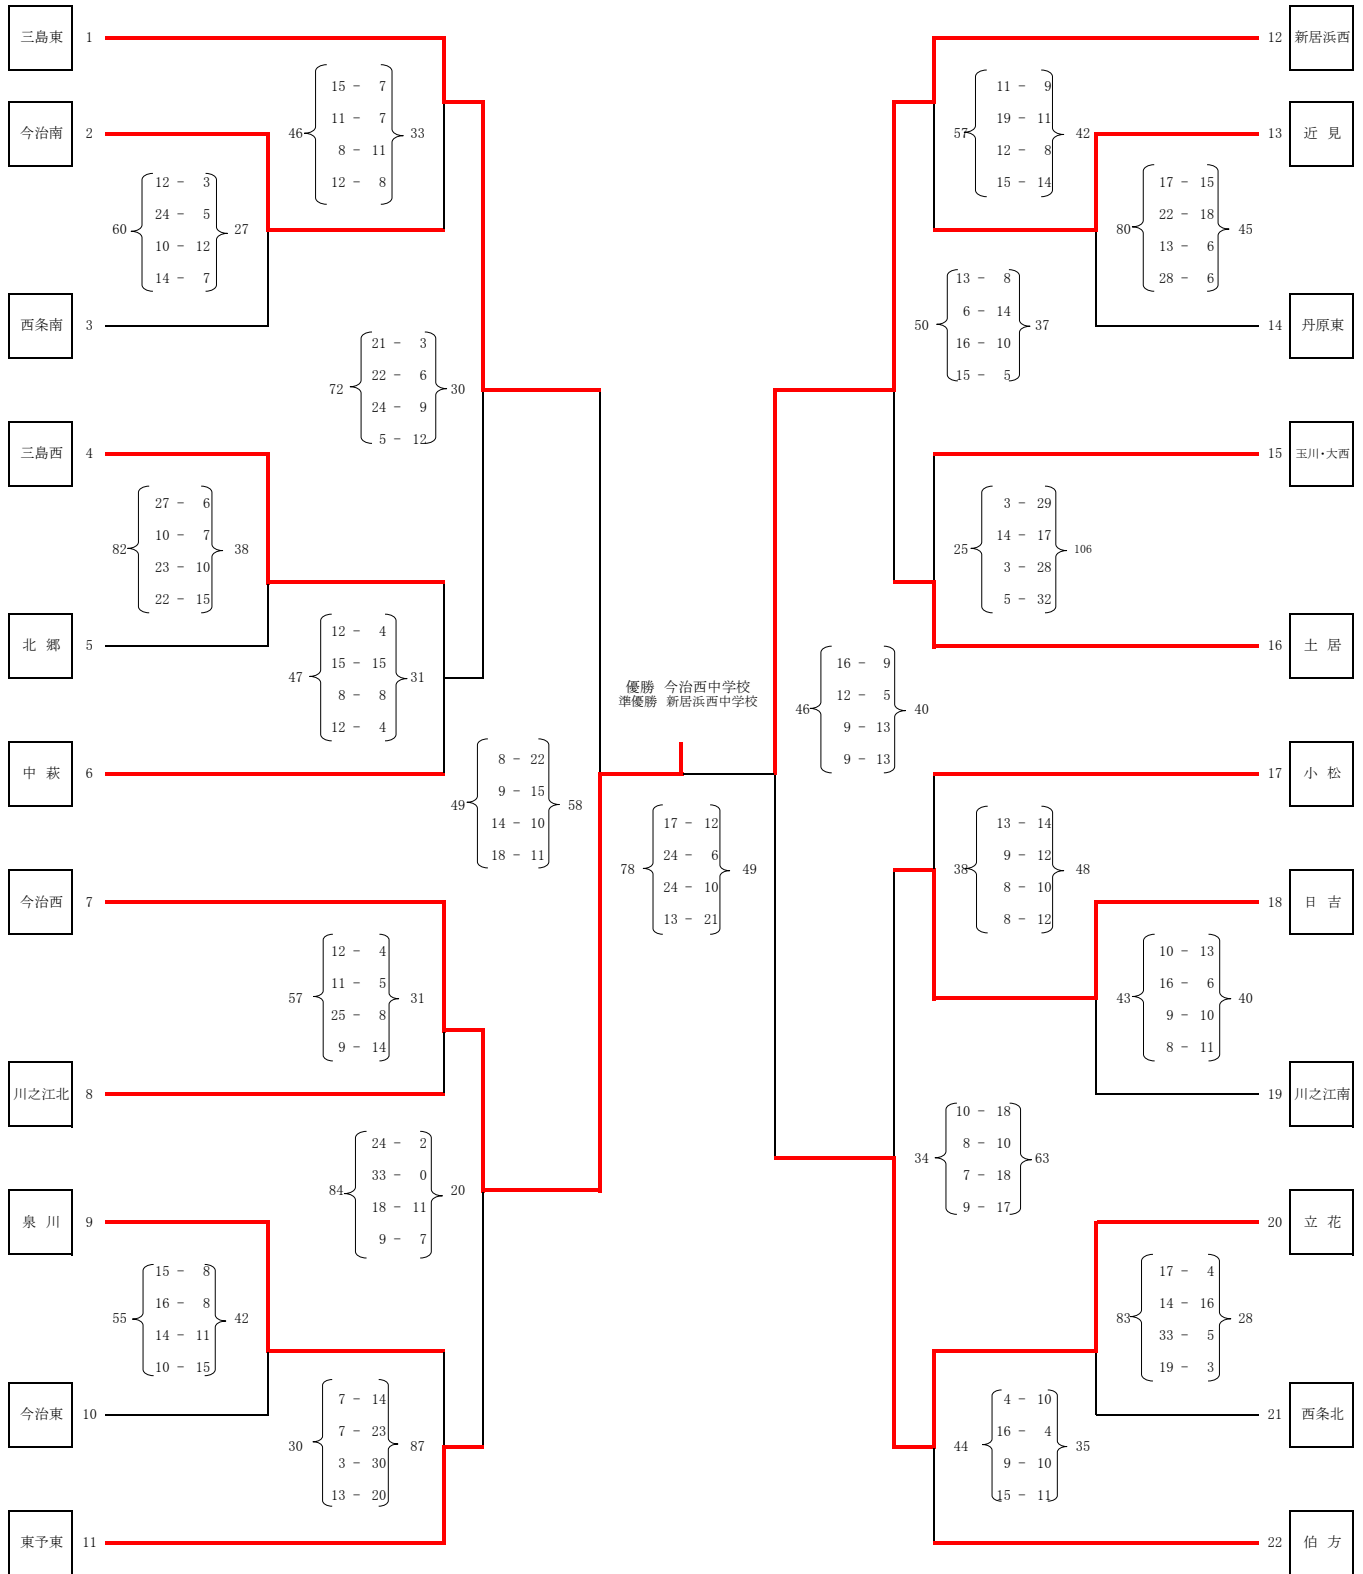 三島東 1
今治南 2
西条南 3
三島西 4
北 郷 5
中 萩 6
今治西 7
川之江北 8
泉 川 9
今治東 10
東予東 11
46 33
15 - 7
11 - 7
8 - 11
12 - 8
60 27
12 - 3
24 - 5
10 - 12
14 - 7
72 30
21 - 3
22 - 6
24 - 9
5 - 12
82 38
27 - 6
10 - 7
23 - 10
22 - 15
47 31
12 - 4
15 - 15
8 - 8
12 - 4
49 58
8 - 22
9 - 15
14 - 10
18 - 11
57 31
12 - 4
11 - 5
25 - 8
9 - 14
84 20
24 - 2
33 - 0
18 - 11
9 - 7
55 42
15 - 8
16 - 8
14 - 11
10 - 15
30 87
7 - 14
7 - 23
3 - 30
13 - 20
優勝 今治西中学校
準優勝 新居浜西中学校
78 49
17 - 12
24 - 6
24 - 10
13 - 21
57 42
11 - 9
19 - 11
12 - 8
15 - 14
80 45
17 - 15
22 - 18
13 - 6
28 - 6
50 37
13 - 8
6 - 14
16 - 10
15 - 5
25 106
3 - 29
14 - 17
3 - 28
5 - 32
46 40
16 - 9
12 - 5
9 - 13
9 - 13
38 48
13 - 14
9 - 12
8 - 10
8 - 12
43 40
10 - 13
16 - 6
9 - 10
8 - 11
34 63
10 - 18
8 - 10
7 - 18
9 - 17
83 28
17 - 4
14 - 16
33 - 5
19 - 3
44 35
4 - 10
16 - 4
9 - 10
15 - 11
12 新居浜西
13 近 見
14 丹原東
15 玉川・大西
16 土 居
17 小 松
18 日 吉
19 川之江南
20 立 花
21 西条北
22 伯 方